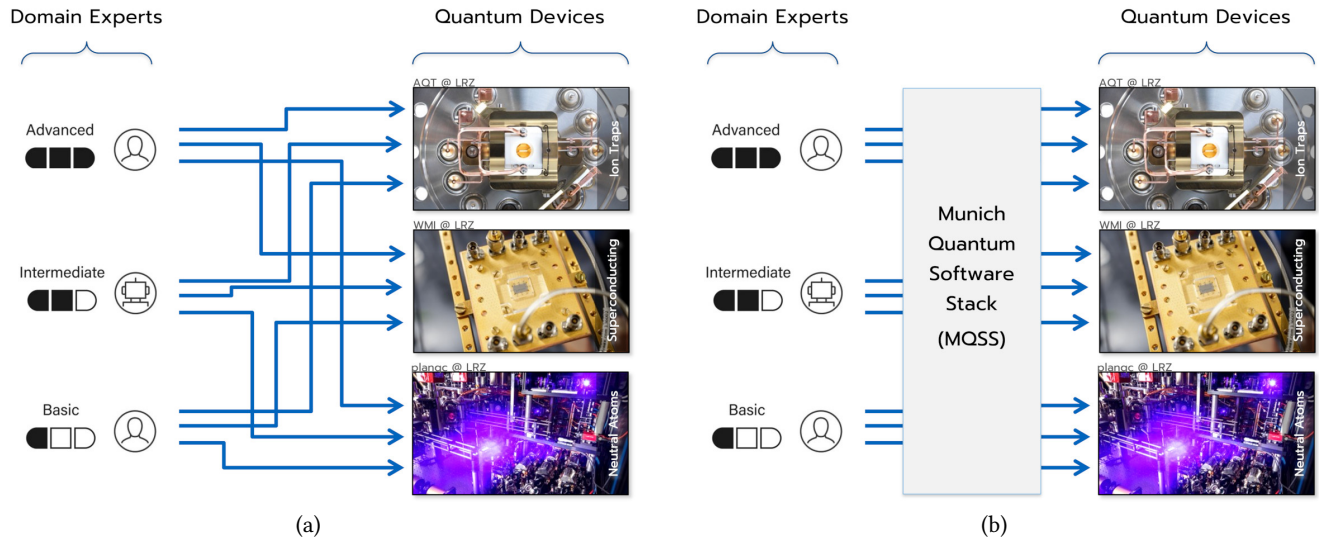 Domain Experts
Quantum Devices
AQT @ LRZ
Advanced
Ion Traps
WMI @ LRZ
Intermediate
Superconducting
planqc @ LRZ
Basic
Neutral Atoms
(a)
Domain Experts
Quantum Devices
AQT @ LRZ
Advanced
Ion Traps
Munich
Quantum
Software
Stack
(MQSS)
WMI @ LRZ
Intermediate
Superconducting
planqc @ LRZ
Basic
Neutral Atoms
(b)